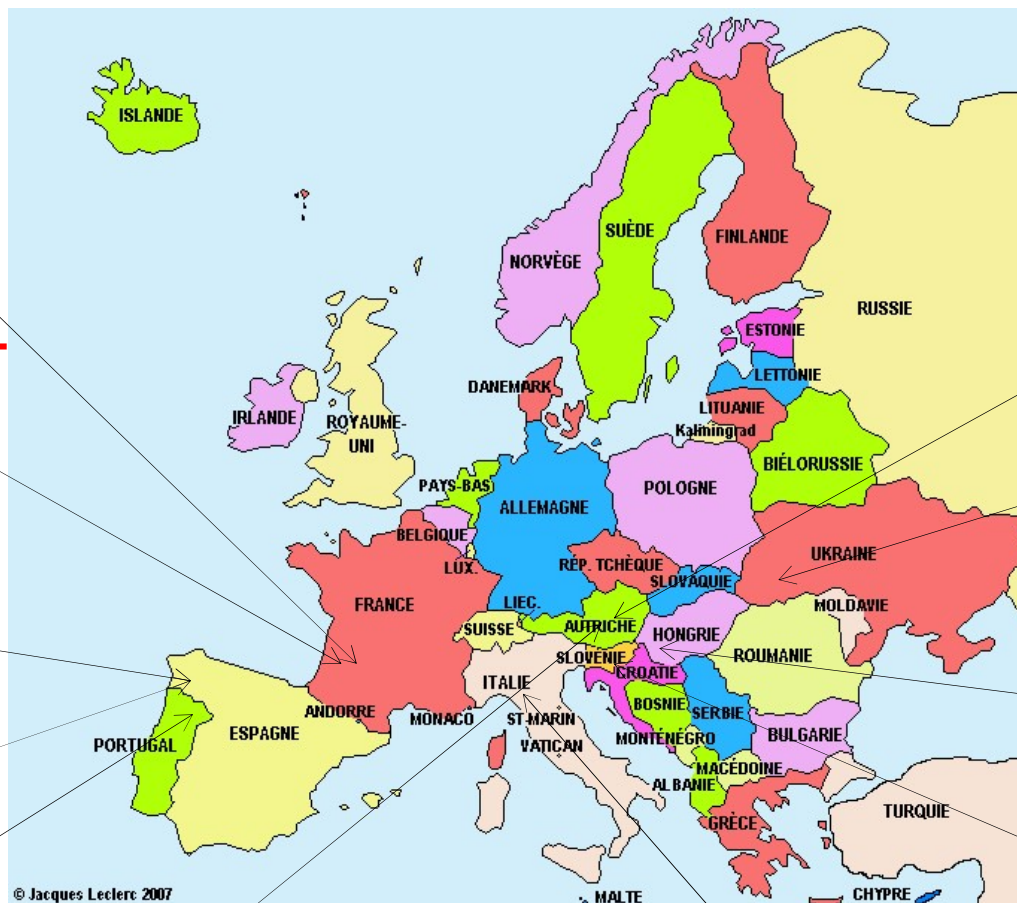 ISLANDE
SUÈDE
FINLANDE
NORVÈGE
RUSSIE
ESTONIE
LETTONIE
DANEMARK
LITUANIE
IRLANDE
ROYAUME-
UNI
Kaliningrad
BIÉLORUSSIE
PAYS-BAS
POLOGNE
ALLEMAGNE
BELGIQUE
UKRAINE
LUX.
RÉP. TCHÈQUE
SLOVAQUIE
FRANCE
LIEC.
MOLDAVIE
SUISSE
AUTRICHE
HONGRIE
SLOVÉNIE
ROUMANIE
CROATIE
ITALIE
BOSNIE
SERBIE
ANDORRE
MONACO
ST-MARIN
ESPAGNE
BULGARIE
MONTÉNÉGRO
PORTUGAL
VATICAN
MACÉDOINE
ALBANIE
TURQUIE
GRÈCE
© Jacques Leclerc 2007
MALTE
CHYPRE